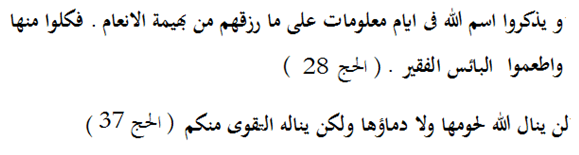 و يذكروا اسم الله فى ايام معلومات على ما رزقهم من بهيمة الانعام . فكلوا منها
واطعموا البائس الفقير . ( الحج 28 )
لن ينال الله لحومها ولا دماؤها ولكن يناله التقوى منكم ( الحج 37 )